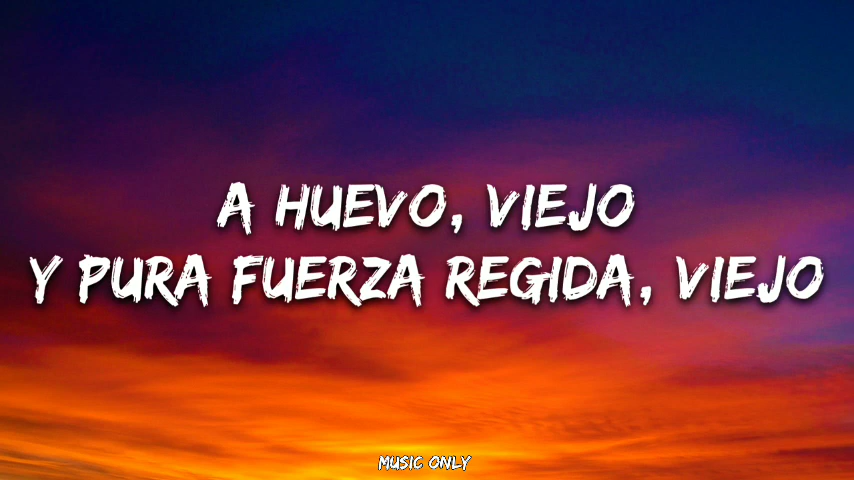 A HUEVO, VIEJO
Y PURA FUERZA REGIDA, VIEJO
MUSIC ONLY